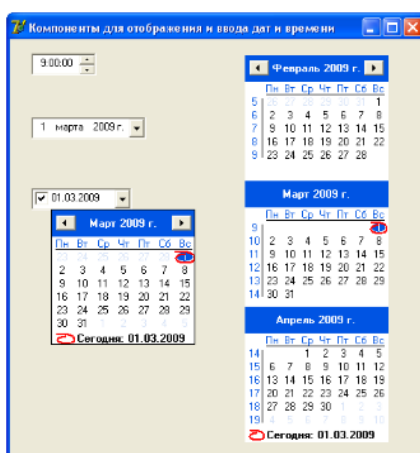 Компоненты для отображения и ввода дат и времени
9:00:00
1 марта 2009 г.
01.03.2009
Март 2009 г.
Пн Вт Ср Чт Пт Сб Вс
23 24 25 26 27 28 1
2 3 4 5 6 7 8
9 10 11 12 13 14 15
16 17 18 19 20 21 22
23 24 25 26 27 28 29
30 31 1 2 3 4 5
Сегодня: 01.03.2009
Февраль 2009 г.
Пн Вт Ср Чт Пт Сб Вс
5 26 27 28 29 30 31 1
6 2 3 4 5 6 7 8
7 9 10 11 12 13 14 15
8 16 17 18 19 20 21 22
9 23 24 25 26 27 28
Март 2009 г.
Пн Вт Ср Чт Пт Сб Вс
9 1
10 2 3 4 5 6 7 8
11 9 10 11 12 13 14 15
12 16 17 18 19 20 21 22
13 23 24 25 26 27 28 29
14 30 31
Апрель 2009 г.
Пн Вт Ср Чт Пт Сб Вс
14 1 2 3 4 5
15 6 7 8 9 10 11 12
16 13 14 15 16 17 18 19
17 20 21 22 23 24 25 26
18 27 28 29 30 1 2 3
19 4 5 6 7 8 9 10
Сегодня: 01.03.2009